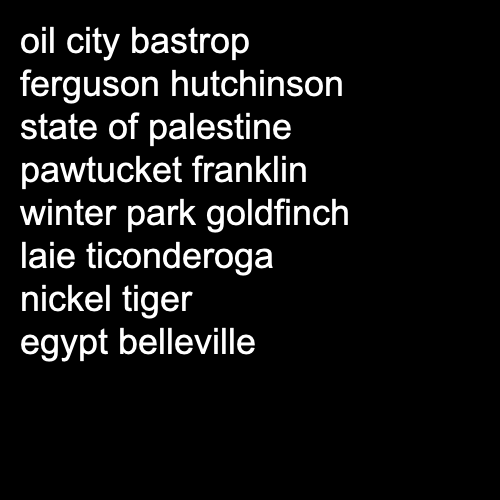 oil city bastrop
ferguson hutchinson
state of palestine
pawtucket franklin
winter park goldfinch
laie ticonderoga
nickel tiger
egypt belleville